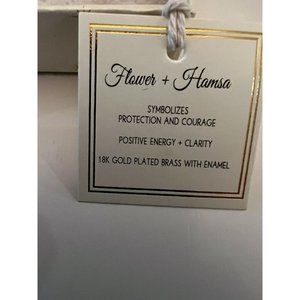 Flower + Hamsa
SYMBOLIZES
PROTECTION AND COURAGE
POSITIVE ENERGY + CLARITY
18K GOLD PLATED BRASS WITH ENAMEL